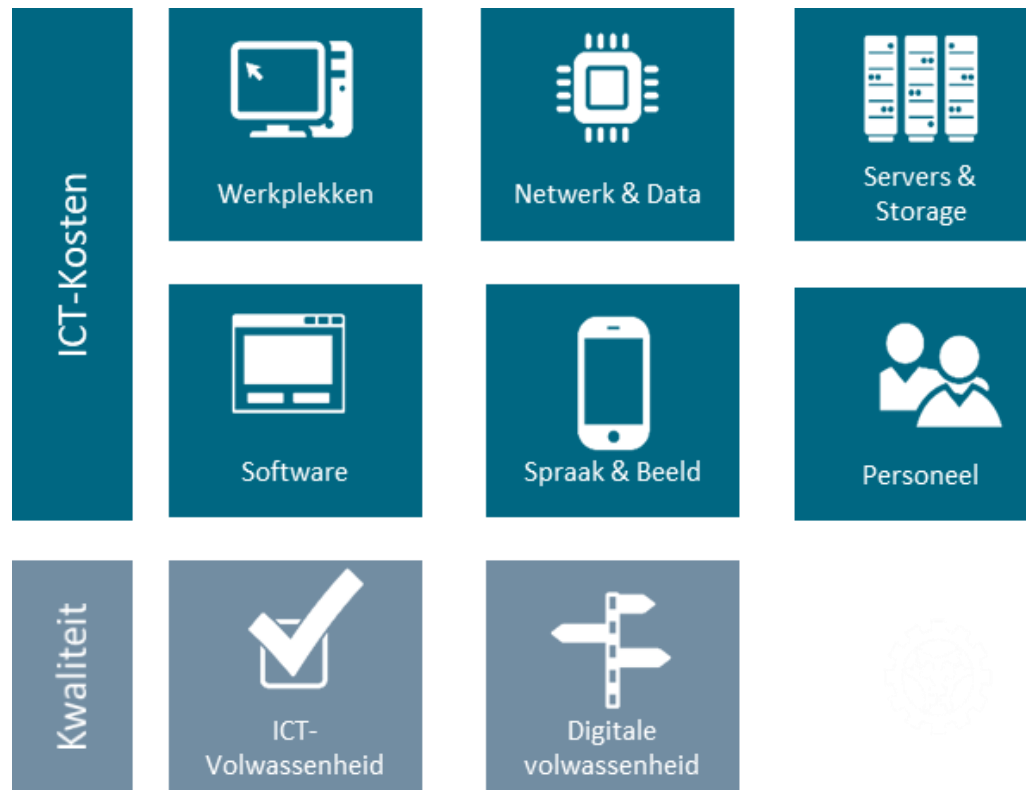 ICT-Kosten
Werkplekken
Netwerk & Data
Servers &
Storage
Software
Spraak & Beeld
Personeel
Kwaliteit
ICT-
Volwassenheid
Digitale
volwassenheid